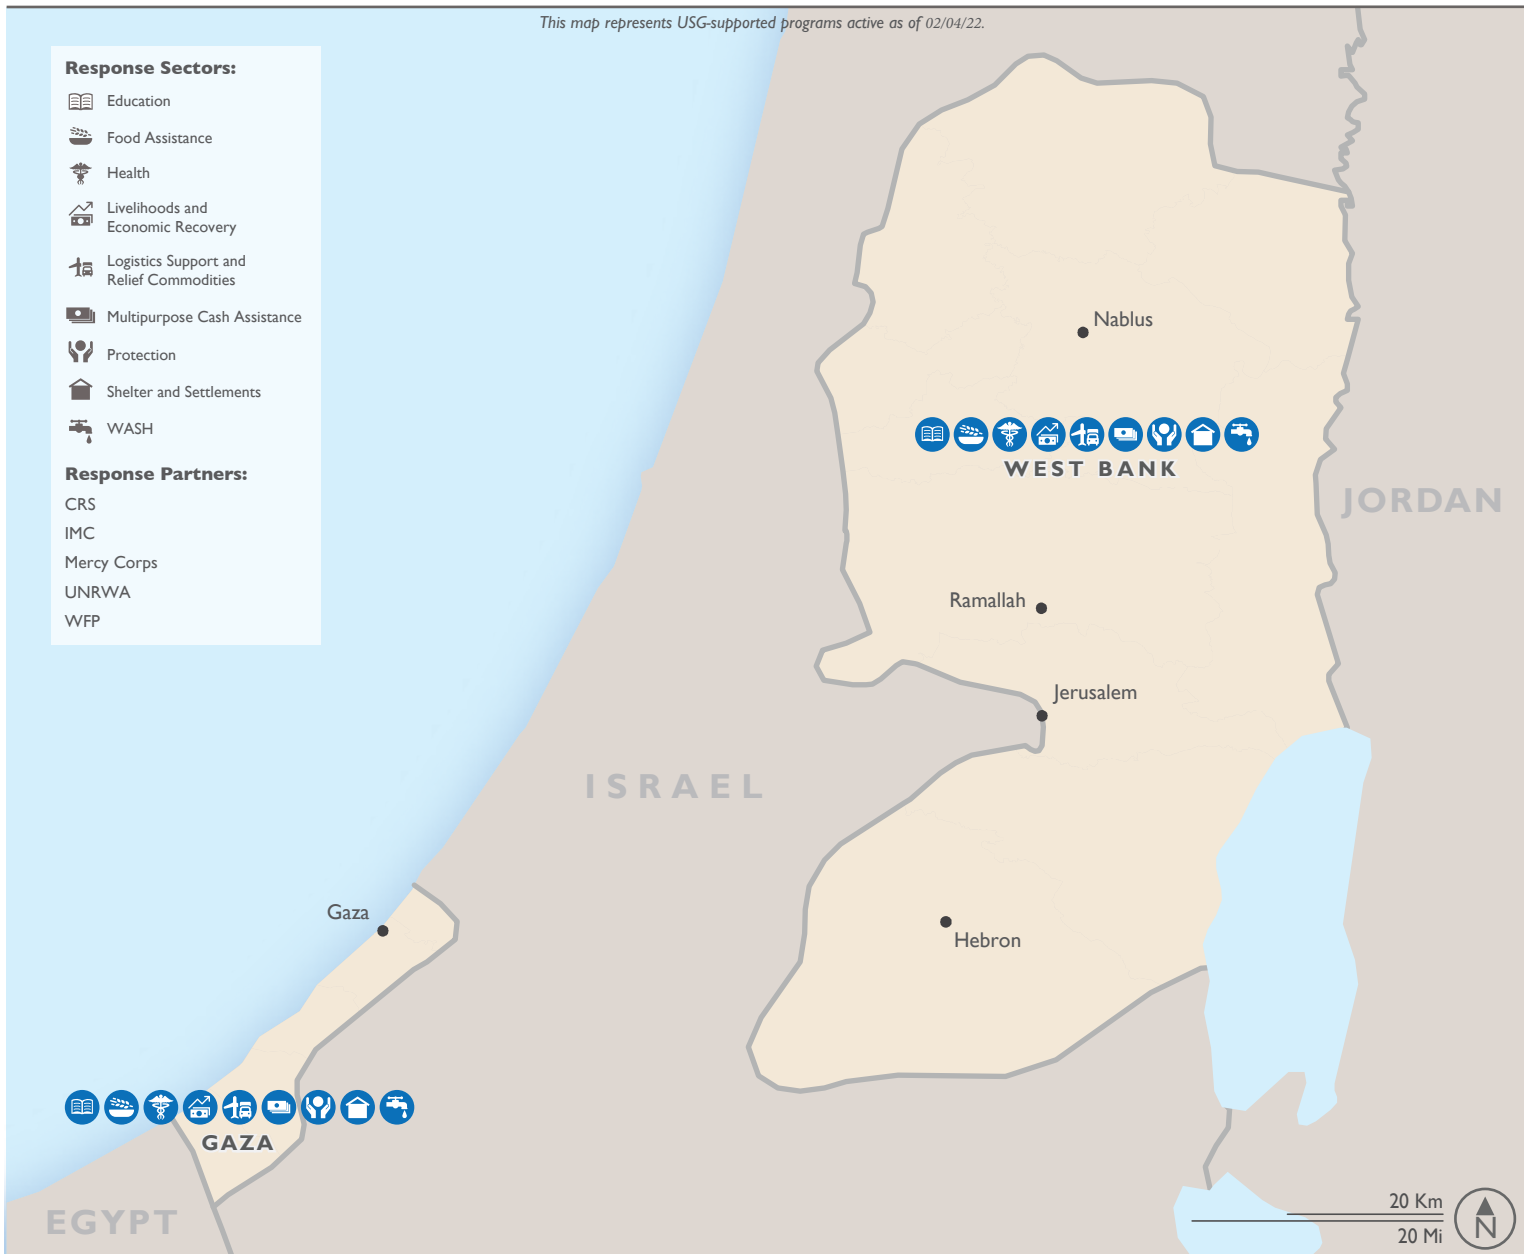 This map represents USG-supported programs active as of 02/04/22.
Response Sectors:
Education
Food Assistance
Health
Livelihoods and
Economic Recovery
Logistics Support and
Relief Commodities
Multipurpose Cash Assistance
Protection
Shelter and Settlements
WASH
Response Partners:
CRS
IMC
Mercy Corps
UNRWA
WFP
Nablus
WEST BANK
JORDAN
Ramallah
Jerusalem
ISRAEL
Gaza
Hebron
GAZA
EGYPT
20 Km
20 Mi
N